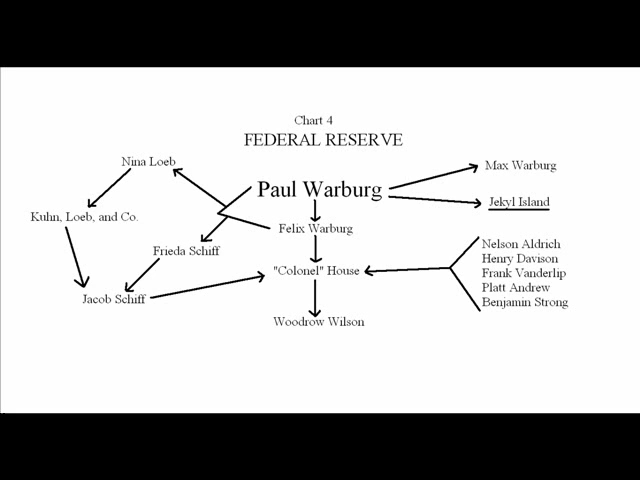 Chart 4
FEDERAL RESERVE
Nina Loeb
Max Warburg
Paul Warburg
Jekyl Island
Kuhn, Loeb, and Co.
Felix Warburg
Frieda Schiff
Nelson Aldrich
Henry Davison
Frank Vanderlip
Platt Andrew
Benjamin Strong
"Colonel" House
Jacob Schiff
Woodrow Wilson